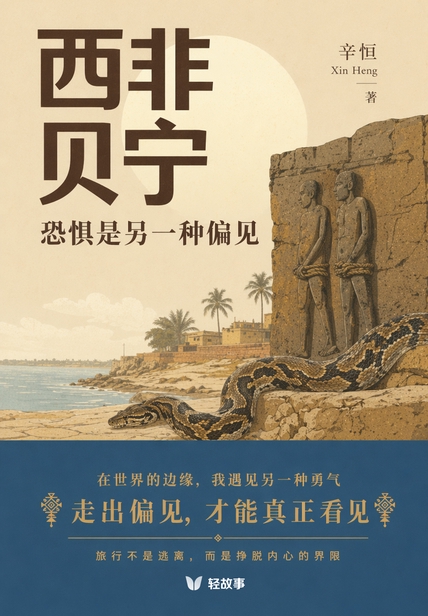 西非
贝宁
恐惧是另一种偏见
辛恒
Xin Heng
著
在世界的边缘，我遇见另一种勇气
走出偏见，才能真正看见
旅行不是逃离，而是挣脱内心的界限
轻故事